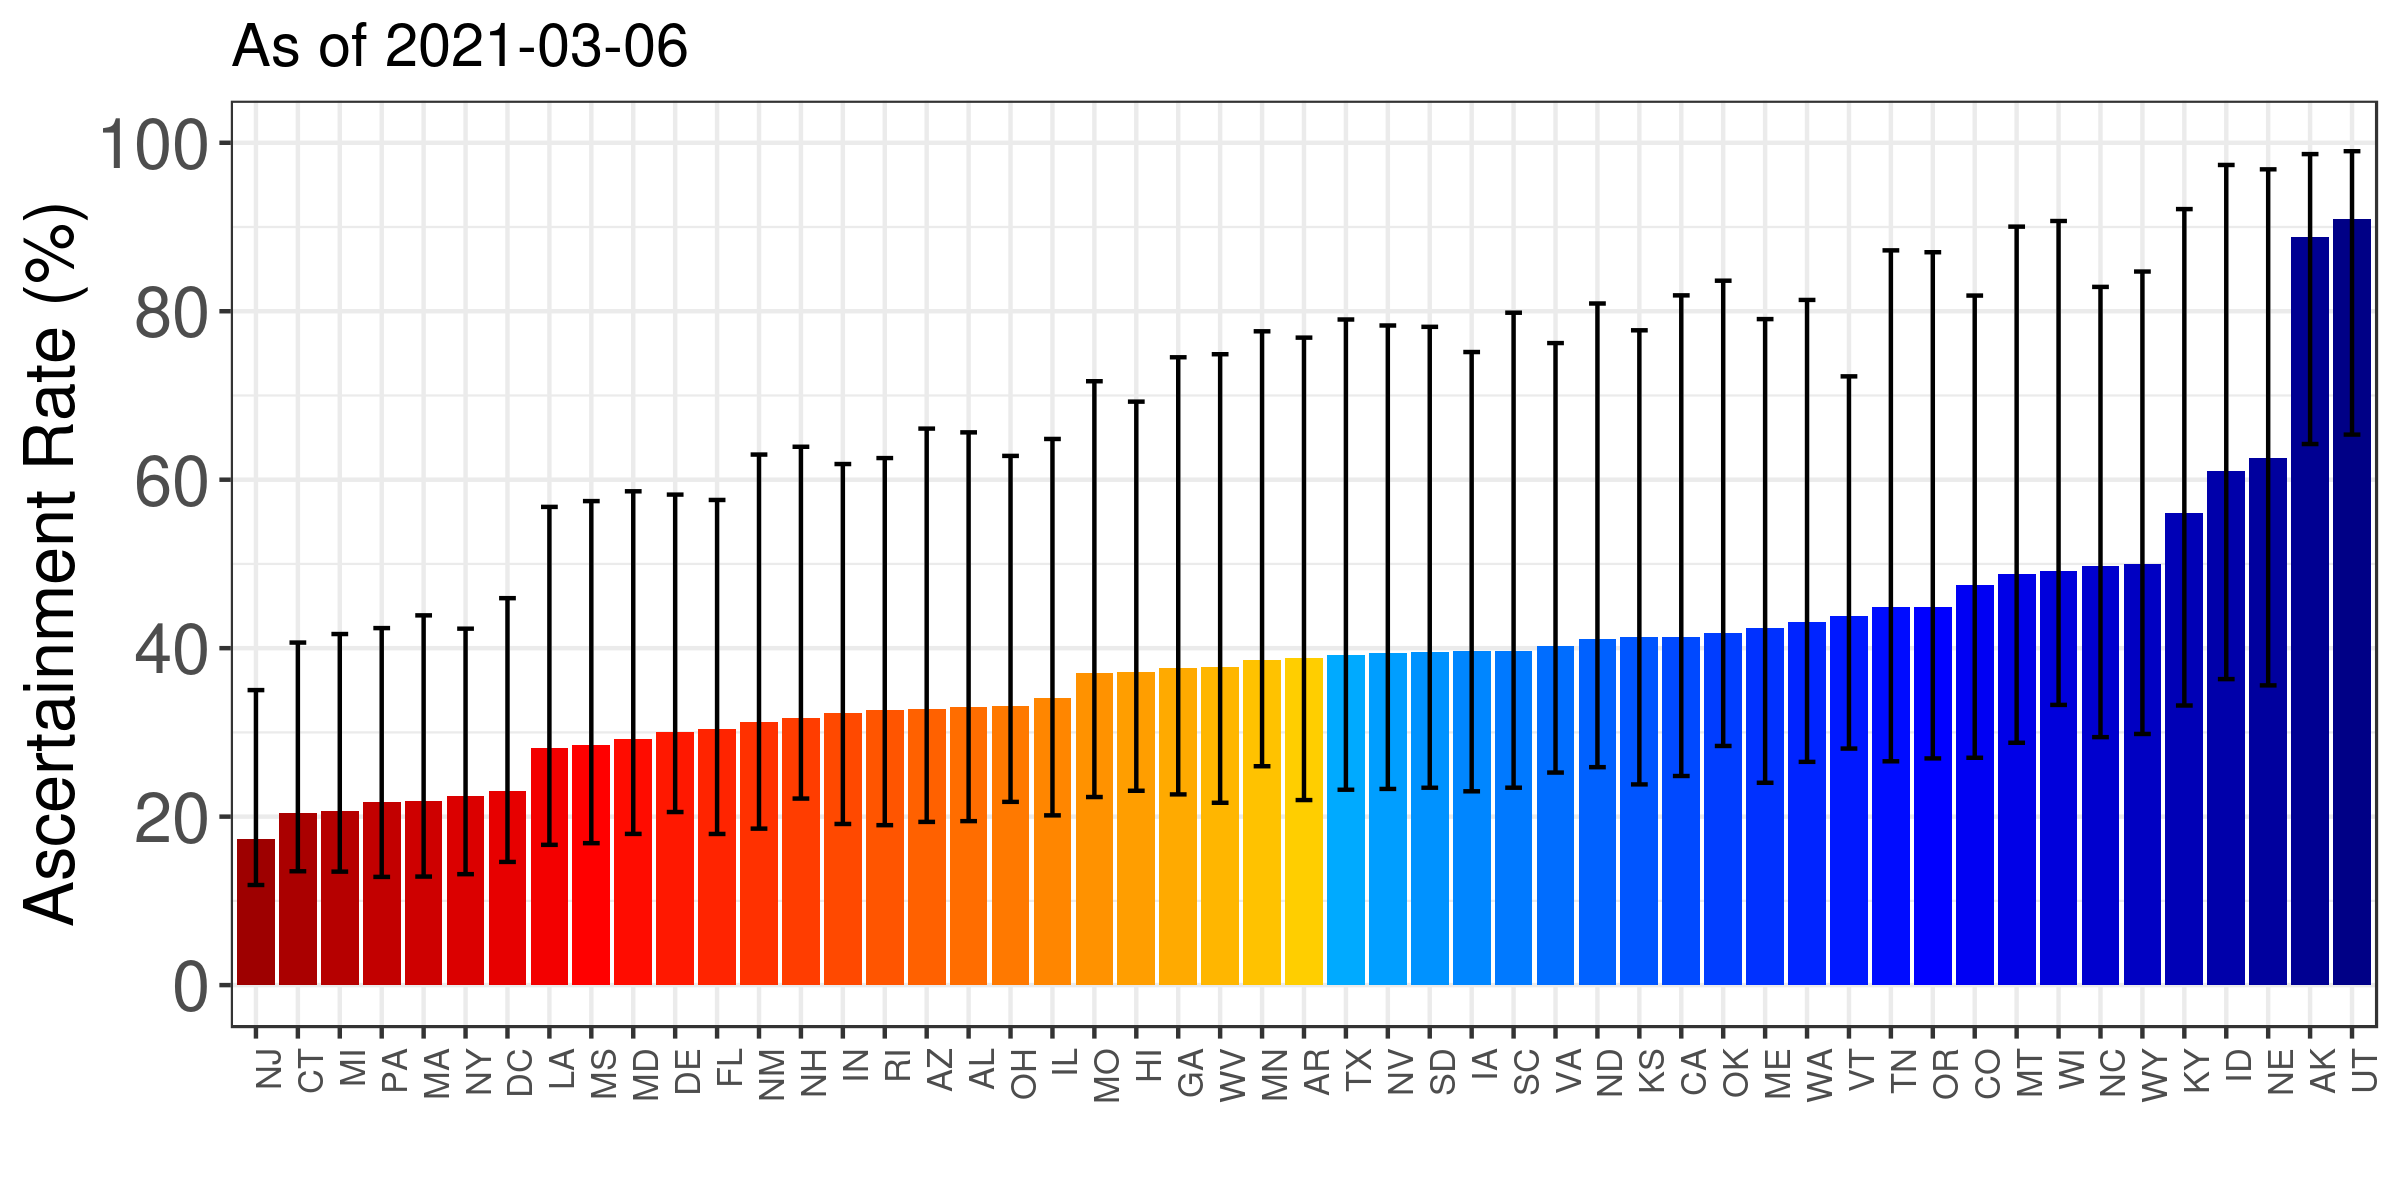 As of 2021-03-06
Ascertainment Rate (%)
100
80
60
40
20
0
NJ CT MI PA MA NY DC LA MS MD DE FL NM NH IN RI AZ AL OH IL MO HI GA WV MN AR TX NV SD IA SC VA ND KS CA OK ME WA VT TN OR CO MT WI NC WY KY ID NE AK UT